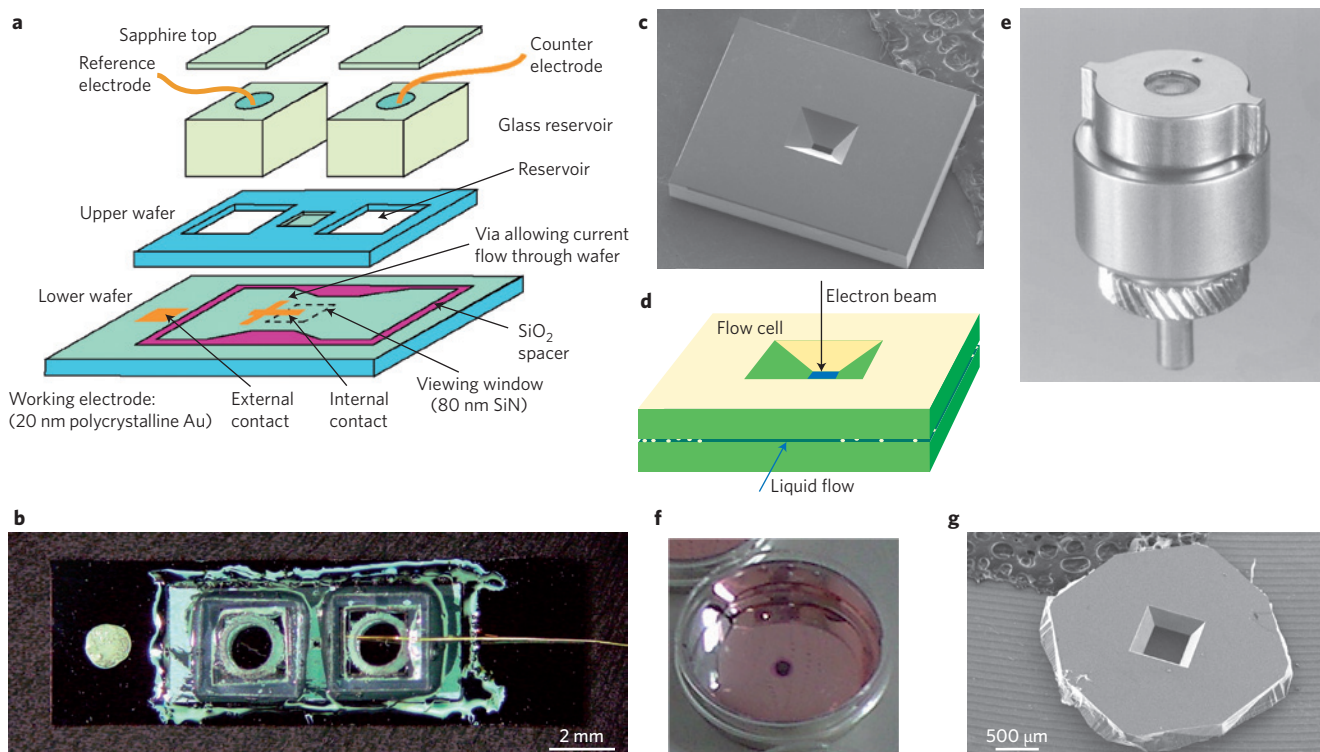 a
Sapphire top
Reference
electrode
Counter
electrode
Glass reservoir
Reservoir
Upper wafer
Via allowing current
flow through wafer
Lower wafer
SiO2
spacer
Viewing window
(80 nm SiN)
Working electrode:
(20 nm polycrystalline Au)
External
contact
Internal
contact
b
2 mm
c
d
Electron beam
Flow cell
Liquid flow
e
f
g
500 µm